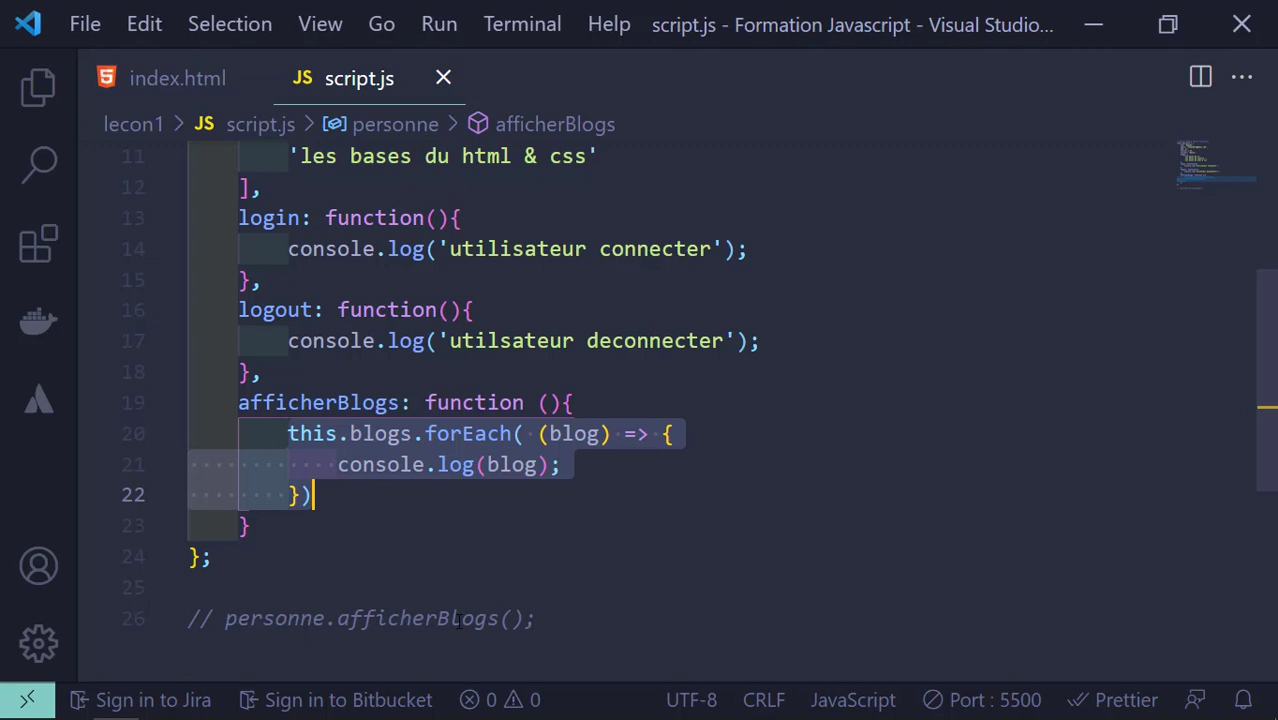 File Edit Selection View Go Run Terminal Help script.js - Formation Javascript - Visual Studio...
index.html JS script.js
lecon1 > JS script.js > personne > afficherBlogs
11 'les bases du html & css'
12 ],
13 login: function(){
14 console.log('utilisateur connecter');
15 },
16 logout: function(){
17 console.log('utilsateur deconnecter');
18 },
19 afficherBlogs: function (){
20 this.blogs.forEach( (blog) => {
21 console.log(blog);
22 })
23 }
24 };
25
26 // personne.afficherBlogs();
Sign in to Jira Sign in to Bitbucket 0 0 UTF-8 CRLF JavaScript Port : 5500 Prettier